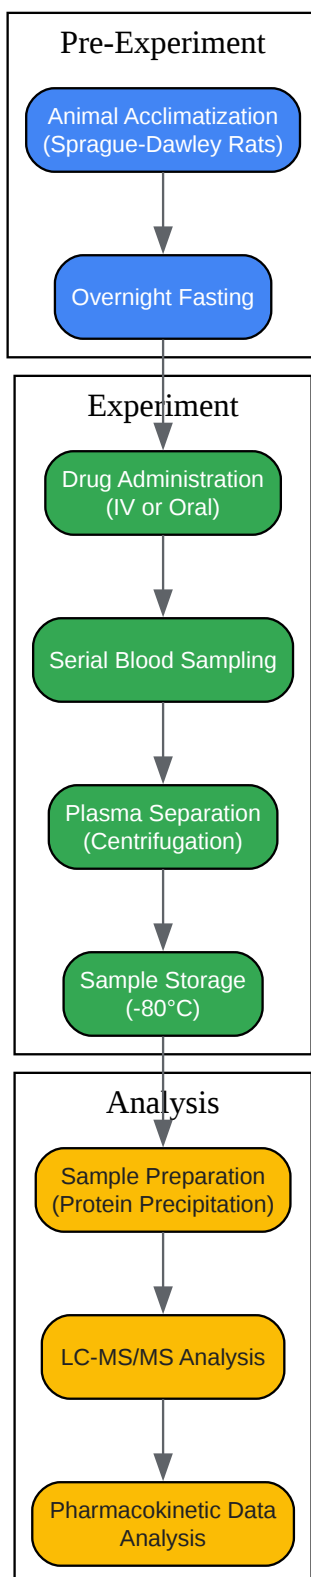 Pre-Experiment
Animal Acclimatization
(Sprague-Dawley Rats)
Overnight Fasting
Experiment
Drug Administration
(IV or Oral)
Serial Blood Sampling
Plasma Separation
(Centrifugation)
Sample Storage
(-80°C)
Analysis
Sample Preparation
(Protein Precipitation)
LC-MS/MS Analysis
Pharmacokinetic Data
Analysis